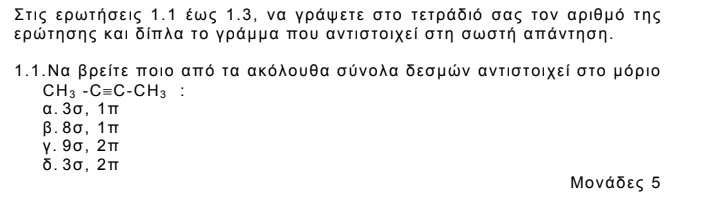 Στις ερωτήσεις 1.1 έως 1.3, να γράψετε στο τετράδιό σας τον αριθμό της
ερώτησης και δίπλα το γράμμα που αντιστοιχεί στη σωστή απάντηση.
1.1.Να βρείτε ποιο από τα ακόλουθα σύνολα δεσμών αντιστοιχεί στο μόριο
CH₃ -C≡C-CH₃ :
α. 3σ, 1π
β. 8σ, 1π
γ. 9σ, 2π
δ. 3σ, 2π
Μονάδες 5